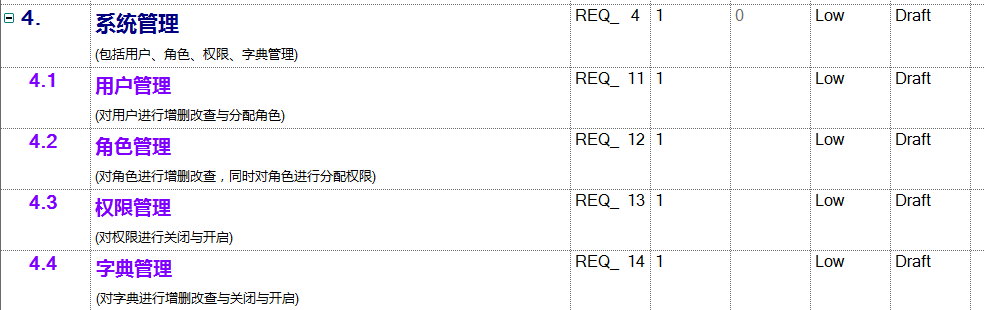 4. 系统管理 REQ_ 4 1 0 Low Draft
(包括用户、角色、权限、字典管理)
4.1 用户管理 REQ_ 11 1 Low Draft
(对用户进行增删改查与分配角色)
4.2 角色管理 REQ_ 12 1 Low Draft
(对角色进行增删改查，同时对角色进行分配权限)
4.3 权限管理 REQ_ 13 1 Low Draft
(对权限进行关闭与开启)
4.4 字典管理 REQ_ 14 1 Low Draft
(对字典进行增删改查与关闭与开启)